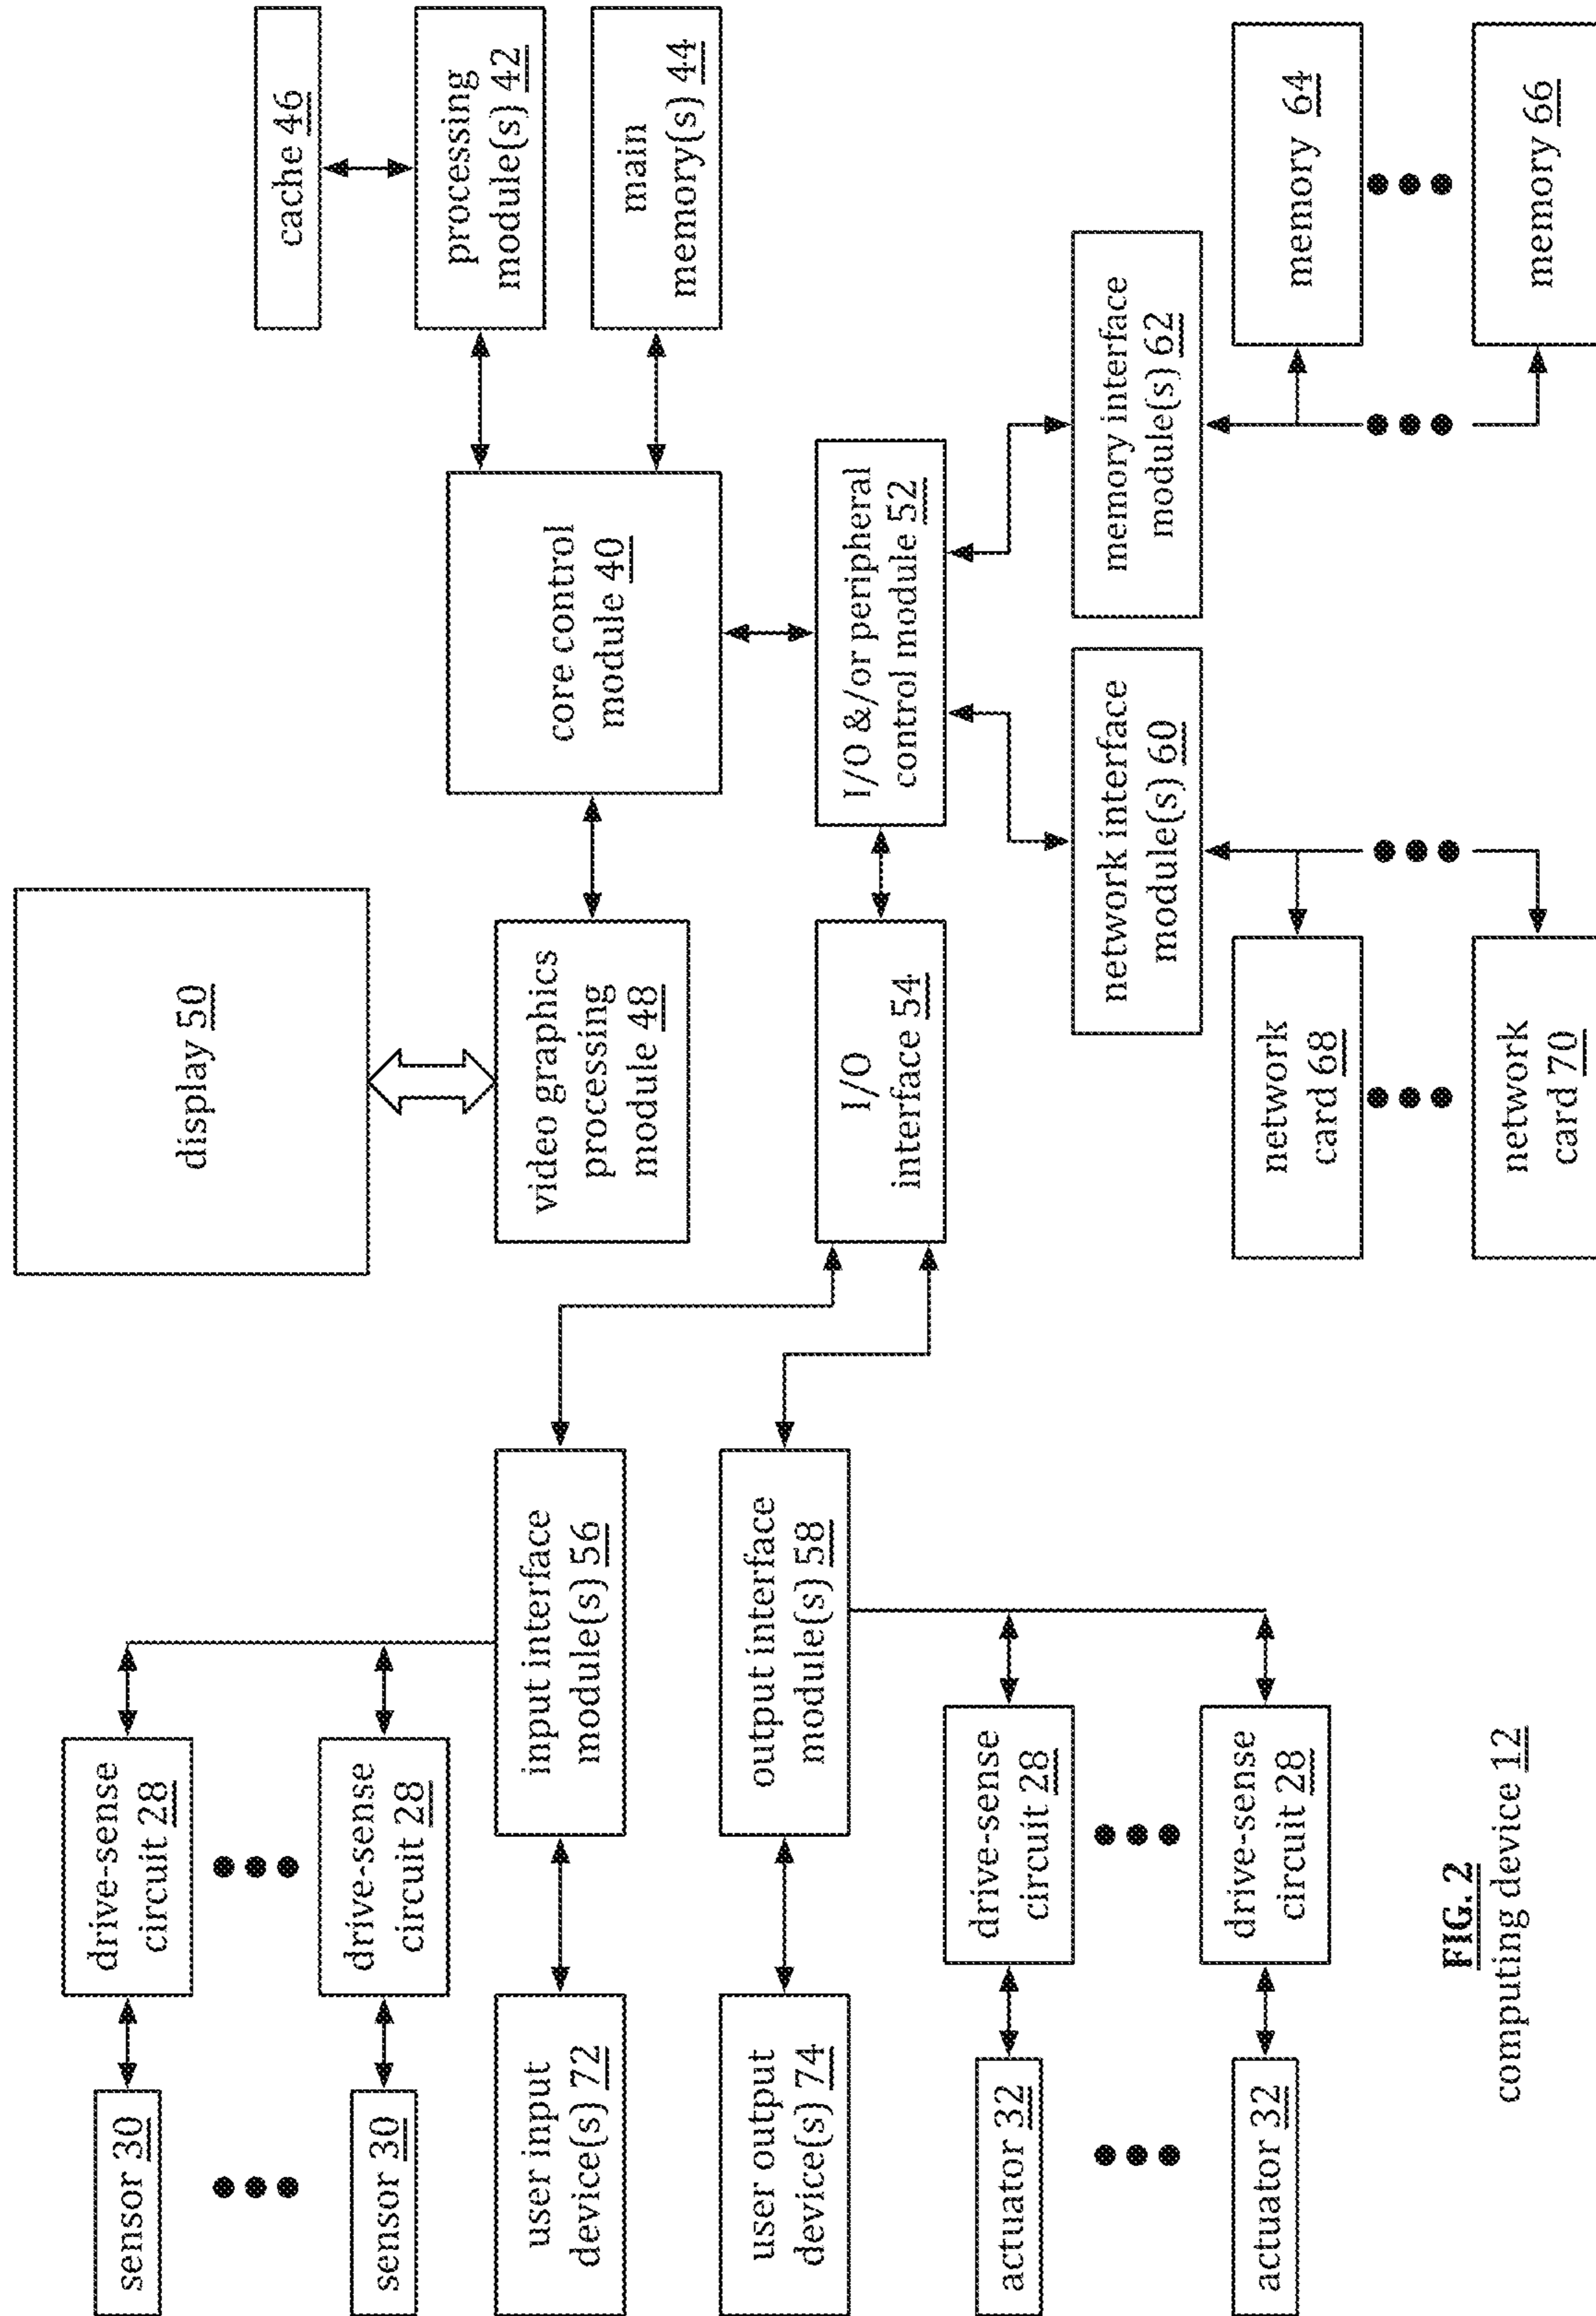 display 50
cache 46
processing
module(s) 42
main
memory(s) 44
core control
module 40
video graphics
processing
module 48
sensor 30
drive-sense
circuit 28
sensor 30
drive-sense
circuit 28
user input
device(s) 72
input interface
module(s) 56
user output
device(s) 74
output interface
module(s) 58
I/O
interface 54
I/O &/or peripheral
control module 52
actuator 32
drive-sense
circuit 28
actuator 32
drive-sense
circuit 28
network interface
module(s) 60
memory interface
module(s) 62
network
card 68
memory 64
network
card 70
memory 66
FIG. 2
computing device 12